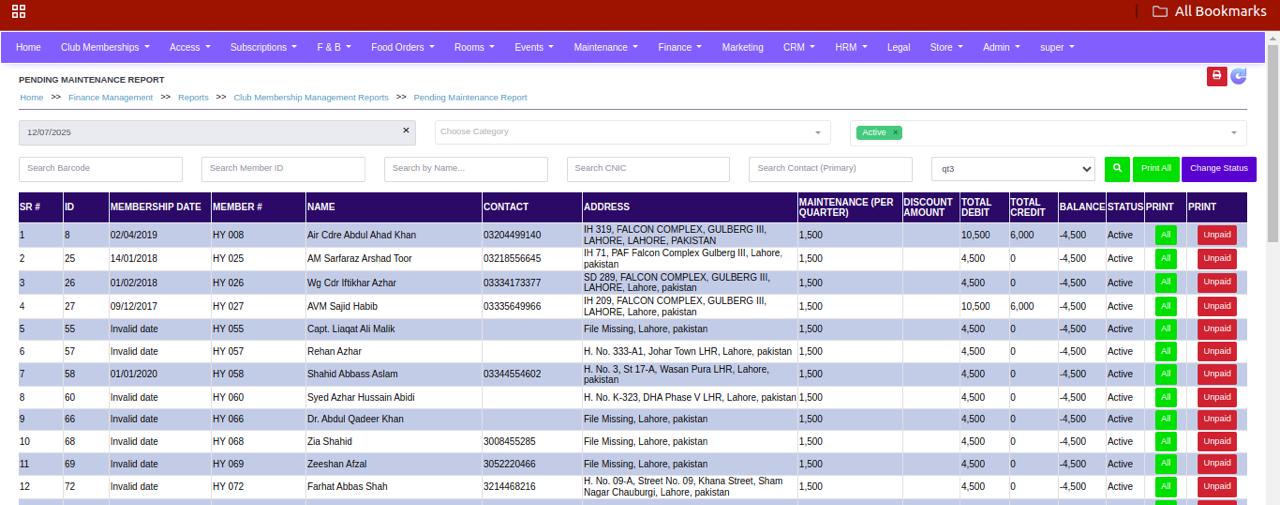 All Bookmarks
Home Club Memberships Access Subscriptions F & B Food Orders Rooms Events Maintenance Finance Marketing CRM HRM Legal Store Admin super
PENDING MAINTENANCE REPORT
Home >> Finance Management >> Reports >> Club Membership Management Reports >> Pending Maintenance Report
12/07/2025 × Choose Category Active ×
Search Barcode Search Member ID Search by Name... Search CNIC Search Contact (Primary) qt3 Print All Change Status
SR # ID MEMBERSHIP DATE MEMBER # NAME CONTACT ADDRESS MAINTENANCE (PER QUARTER) DISCOUNT AMOUNT TOTAL DEBIT TOTAL CREDIT BALANCE STATUS PRINT PRINT
1 8 02/04/2019 HY 008 Air Cdre Abdul Ahad Khan 03204499140 IH 319, FALCON COMPLEX, GULBERG III, LAHORE, LAHORE, PAKISTAN 1,500 10,500 6,000 -4,500 Active All Unpaid
2 25 14/01/2018 HY 025 AM Sarfaraz Arshad Toor 03218556645 IH 71, PAF Falcon Complex Gulberg III, Lahore, pakistan 1,500 4,500 0 -4,500 Active All Unpaid
3 26 01/02/2018 HY 026 Wg Cdr Iftikhar Azhar 03334173377 SD 289, FALCON COMPLEX, GULBERG III, LAHORE, Lahore, pakistan 1,500 4,500 0 -4,500 Active All Unpaid
4 27 09/12/2017 HY 027 AVM Sajid Habib 03335649966 IH 209, FALCON COMPLEX, GULBERG III, LAHORE, Lahore, pakistan 1,500 10,500 6,000 -4,500 Active All Unpaid
5 55 Invalid date HY 055 Capt. Liaqat Ali Malik File Missing, Lahore, pakistan 1,500 4,500 0 -4,500 Active All Unpaid
6 57 Invalid date HY 057 Rehan Azhar H. No. 333-A1, Johar Town LHR, Lahore, pakistan 1,500 4,500 0 -4,500 Active All Unpaid
7 58 01/01/2020 HY 058 Shahid Abbass Aslam 03344554602 H. No. 3, St 17-A, Wasan Pura LHR, Lahore, pakistan 1,500 4,500 0 -4,500 Active All Unpaid
8 60 Invalid date HY 060 Syed Azhar Hussain Abidi H. No. K-323, DHA Phase V LHR, Lahore, pakistan 1,500 4,500 0 -4,500 Active All Unpaid
9 66 Invalid date HY 066 Dr. Abdul Qadeer Khan File Missing, Lahore, pakistan 1,500 4,500 0 -4,500 Active All Unpaid
10 68 Invalid date HY 068 Zia Shahid 3008455285 File Missing, Lahore, pakistan 1,500 4,500 0 -4,500 Active All Unpaid
11 69 Invalid date HY 069 Zeeshan Afzal 3052220466 File Missing, Lahore, pakistan 1,500 4,500 0 -4,500 Active All Unpaid
12 72 Invalid date HY 072 Farhat Abbas Shah 3214468216 H. No. 09-A, Street No. 09, Khana Street, Sham Nagar Chauburgi, Lahore, pakistan 1,500 4,500 0 -4,500 Active All Unpaid